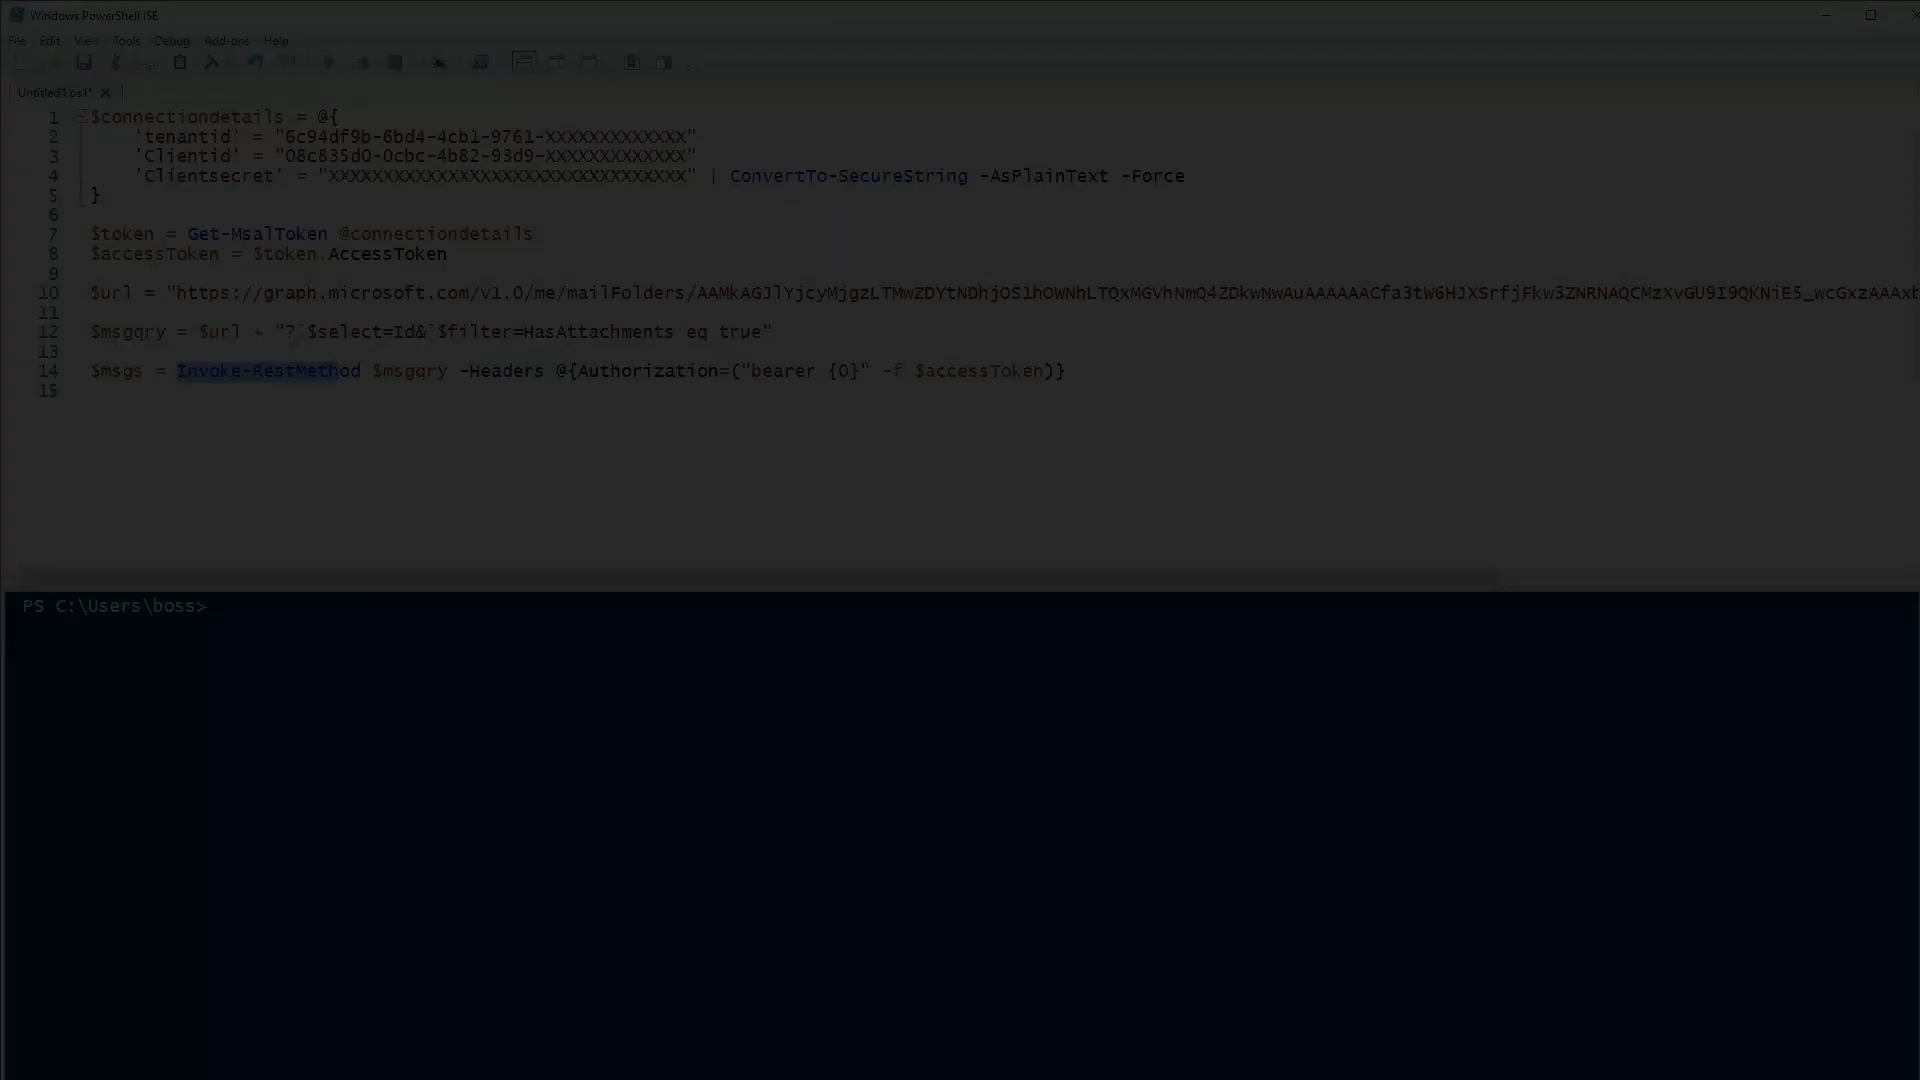 Windows PowerShell ISE
File Edit View Tools Debug Add-ons Help
Untitled1.ps1*
1 $connectiondetails = @{
2 'tenantid' = "6c94df9b-6bd4-4cb1-9761-XXXXXXXXXXXXX"
3 'Clientid' = "08c835d0-0cbc-4b82-93d9-XXXXXXXXXXXXX"
4 'Clientsecret' = "XXXXXXXXXXXXXXXXXXXXXXXXXXXXXXXXX" | ConvertTo-SecureString -AsPlainText -Force
5 }
6
7 $token = Get-MsalToken @connectiondetails
8 $accessToken = $token.AccessToken
9
10 $url = "https://graph.microsoft.com/v1.0/me/mailFolders/AAMkAGJlYjcyMjgzLTMwZDYtNDhjOS1hOWNhLTQxMGVhNmQ4ZDkwNwAuAAAAAACfa3tW6HJXSrfjFkw3ZNRNAQCMzXvGU9I9QKNiE5_wcGxzAAAxb
11
12 $msgqry = $url + "?`$select=Id&`$filter=HasAttachments eq true"
13
14 $msgs = Invoke-RestMethod $msgqry -Headers @{Authorization=("bearer {0}" -f $accessToken)}
15
PS C:\Users\boss>